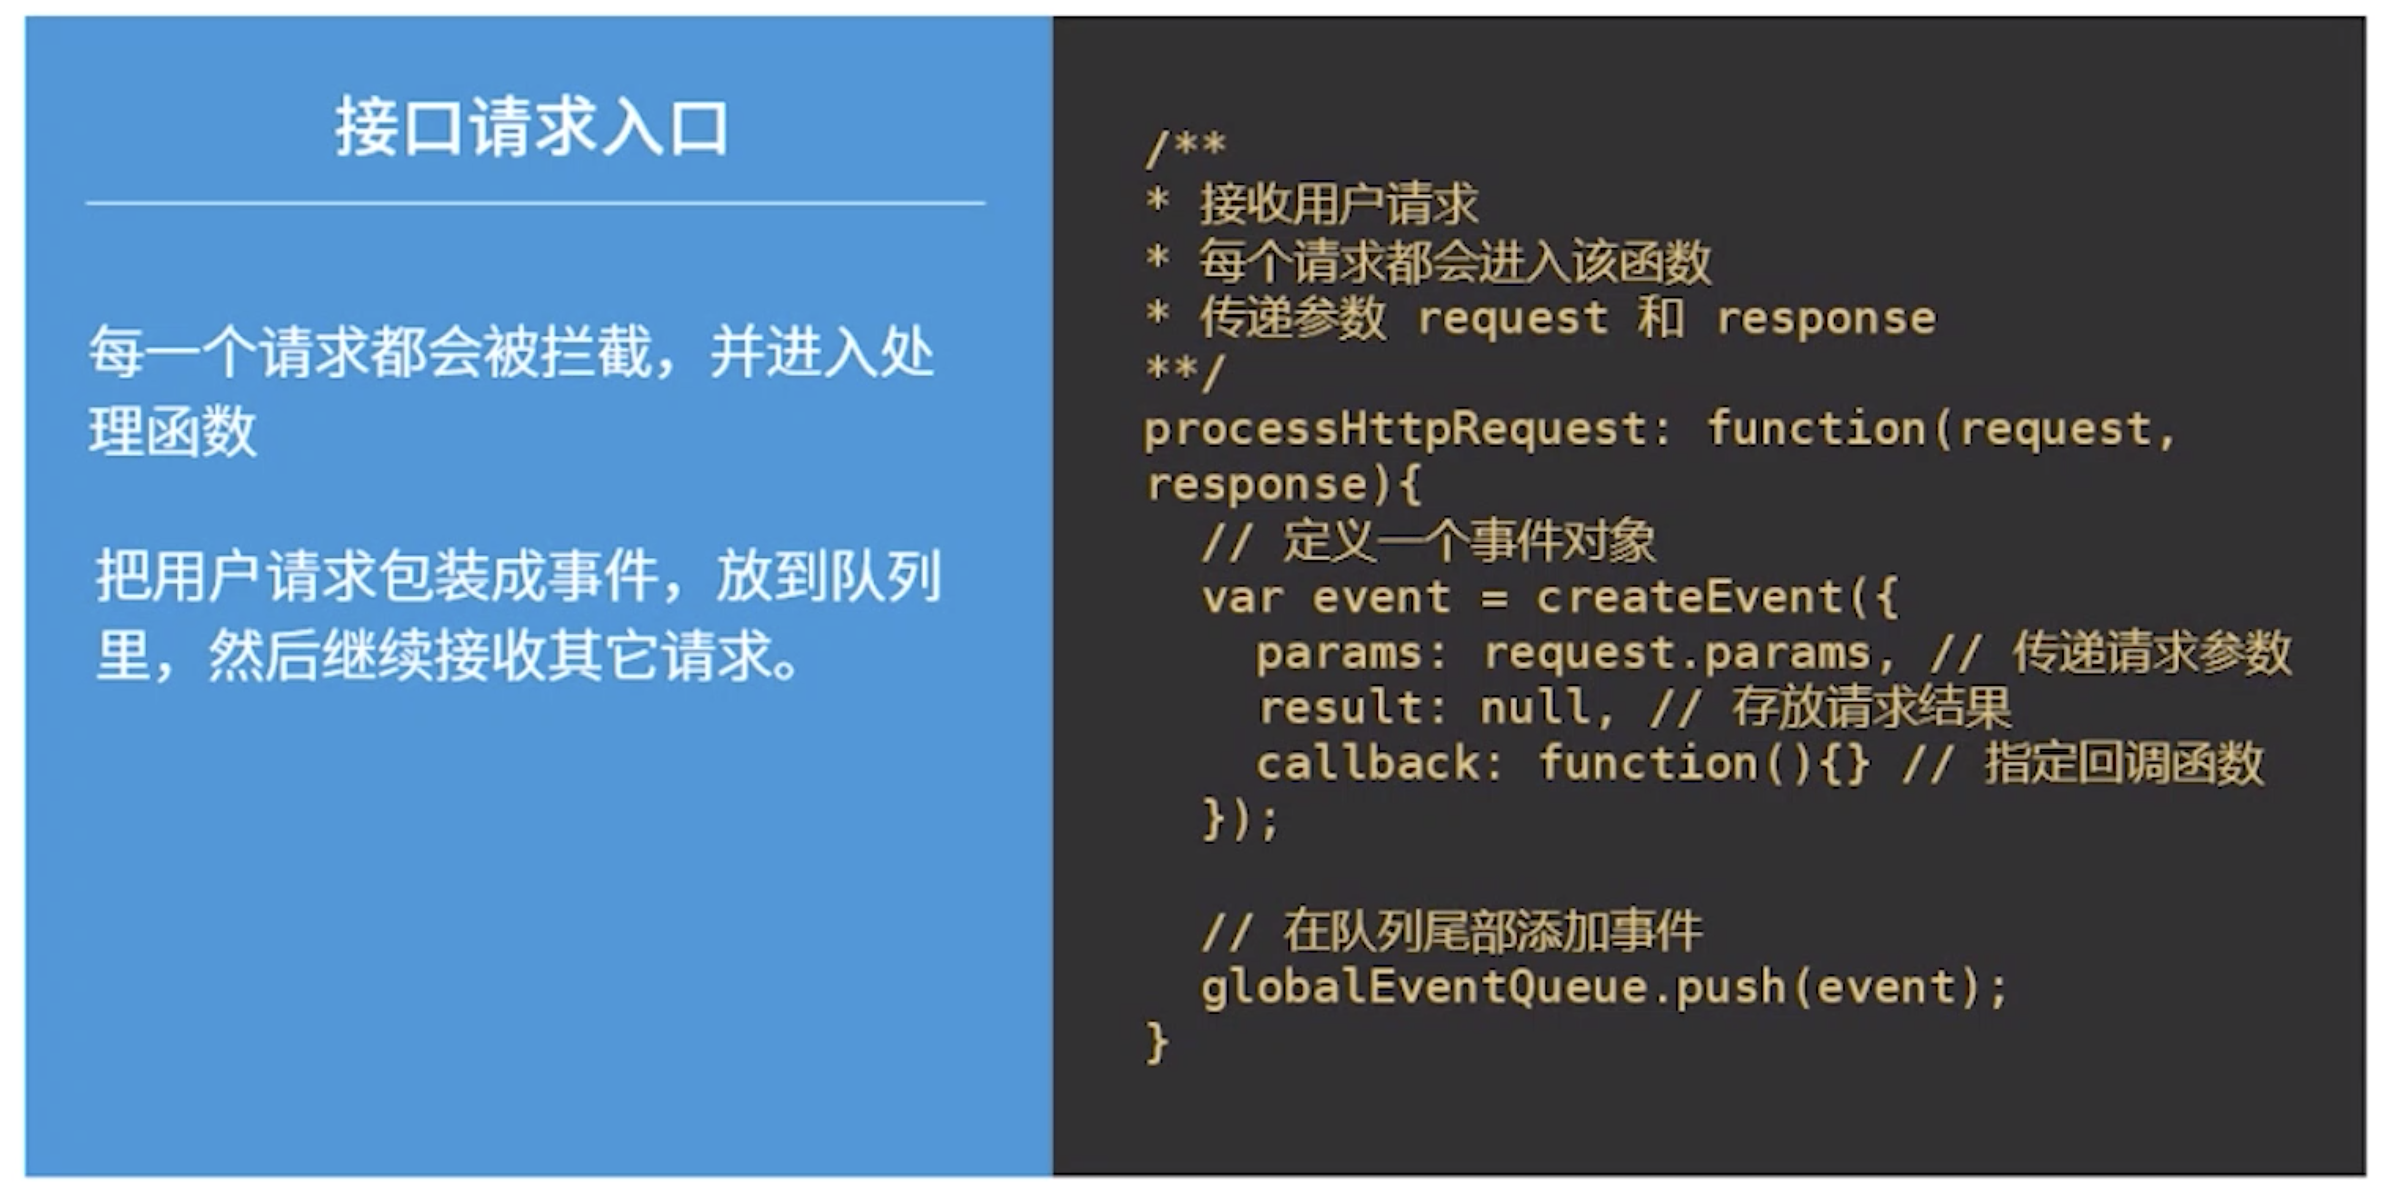 接口请求入口
每一个请求都会被拦截，并进入处
理函数
把用户请求包装成事件，放到队列
里，然后继续接收其它请求。
/**
* 接收用户请求
* 每个请求都会进入该函数
* 传递参数 request 和 response
**/
processHttpRequest: function(request,
response){
  // 定义一个事件对象
  var event = createEvent({
    params: request.params, // 传递请求参数
    result: null, // 存放请求结果
    callback: function(){} // 指定回调函数
  });
  // 在队列尾部添加事件
  globalEventQueue.push(event);
}